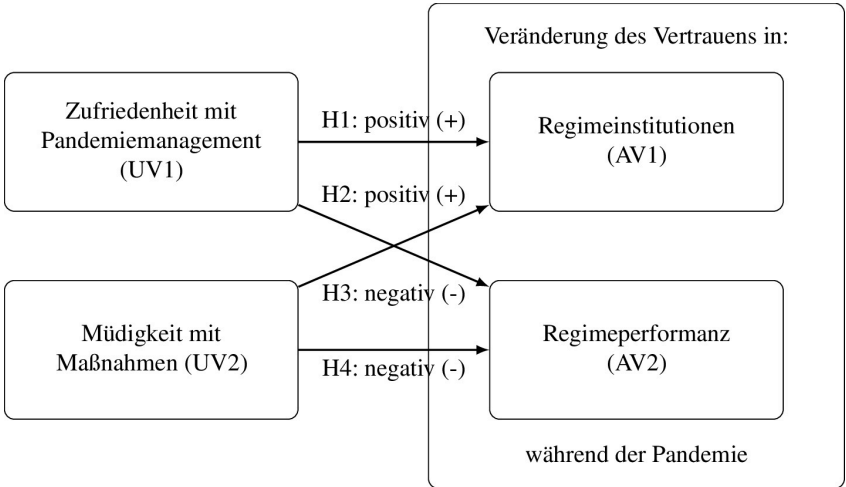 Veränderung des Vertrauens in:
Zufriedenheit mit
Pandemiemanagement
(UV1)
H1: positiv (+)
Regimeinstitutionen
(AV1)
H2: positiv (+)
H3: negativ (-)
Müdigkeit mit
Maßnahmen (UV2)
H4: negativ (-)
Regimeperformanz
(AV2)
während der Pandemie